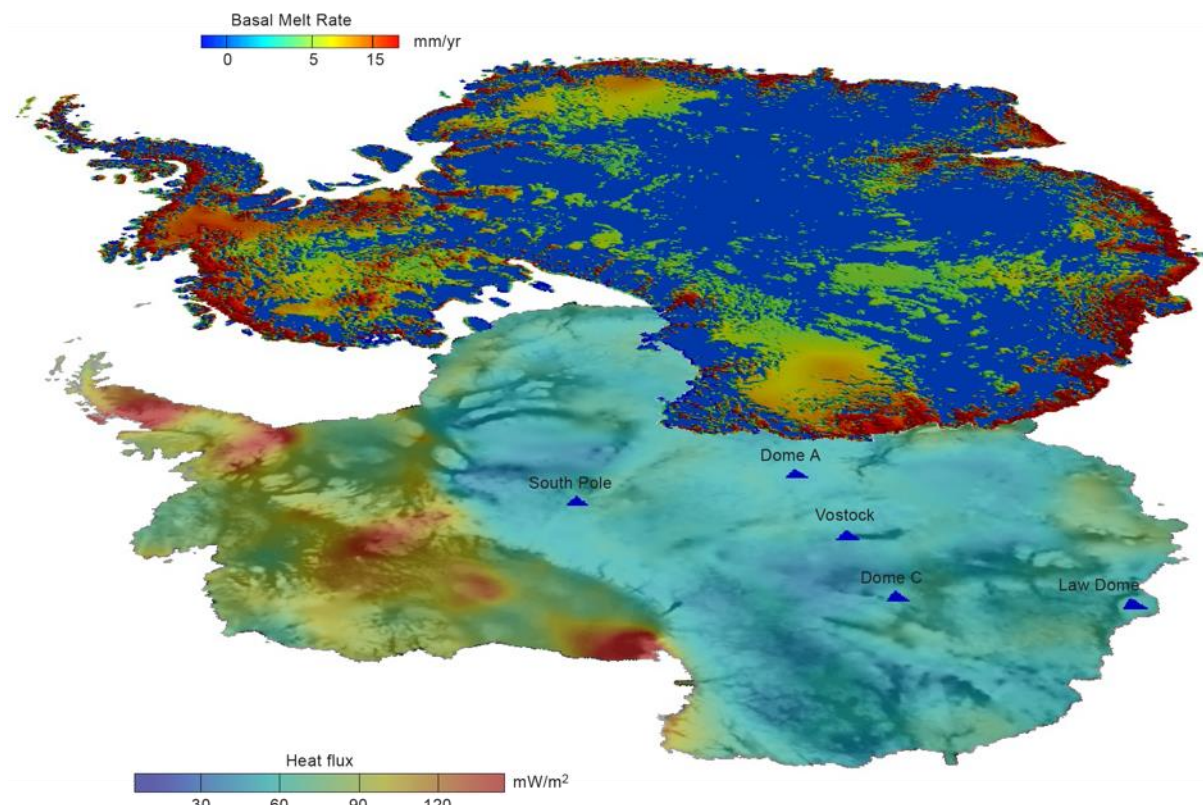 Basal Melt Rate
mm/yr
0 5 15
Dome A
South Pole
Vostock
Dome C
Law Dome
Heat flux
mW/m²
30 60 90 120